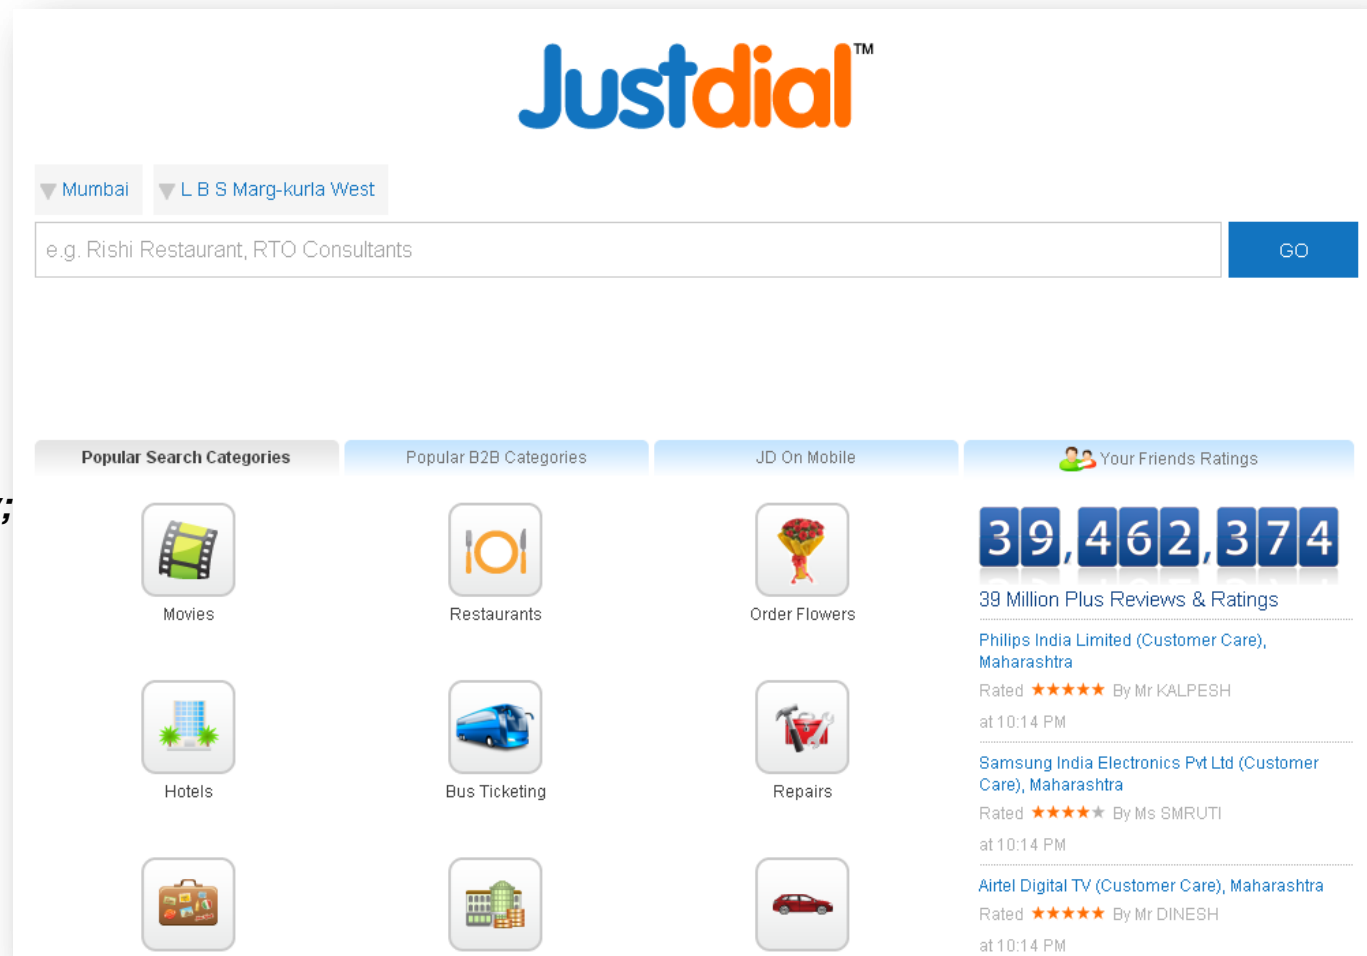 Justdial™
Mumbai
L B S Marg-kurla West
e.g. Rishi Restaurant, RTO Consultants
GO
Popular Search Categories
Popular B2B Categories
JD On Mobile
Your Friends Ratings
;
Movies
Restaurants
Order Flowers
Hotels
Bus Ticketing
Repairs
39,462,374
39 Million Plus Reviews & Ratings
Philips India Limited (Customer Care),
Maharashtra
Rated ★★★★★ By Mr KALPESH
at 10:14 PM
Samsung India Electronics Pvt Ltd (Customer
Care), Maharashtra
Rated ★★★★★ By Ms SMRUTI
at 10:14 PM
Airtel Digital TV (Customer Care), Maharashtra
Rated ★★★★★ By Mr DINESH
at 10:14 PM